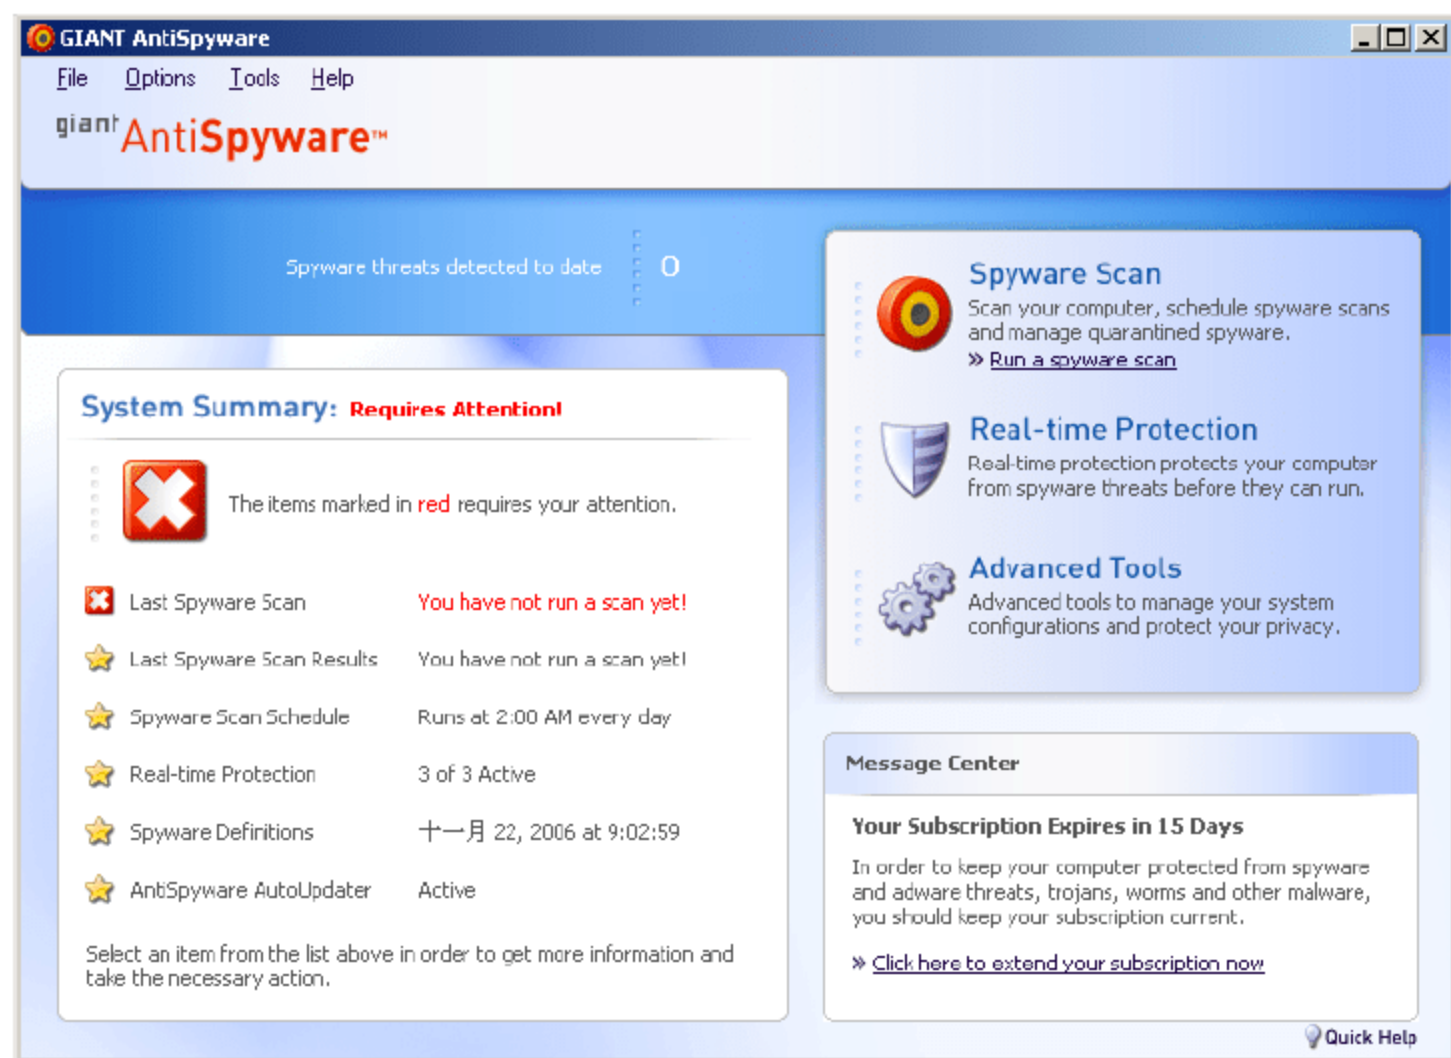 GIANT AntiSpyware
File Options Tools Help
giant AntiSpyware™
Spyware threats detected to date 0
Spyware Scan
Scan your computer, schedule spyware scans
and manage quarantined spyware.
» Run a spyware scan
Real-time Protection
Real-time protection protects your computer
from spyware threats before they can run.
Advanced Tools
Advanced tools to manage your system
configurations and protect your privacy.
System Summary: Requires Attention!
The items marked in red requires your attention.
Last Spyware Scan You have not run a scan yet!
Last Spyware Scan Results You have not run a scan yet!
Spyware Scan Schedule Runs at 2:00 AM every day
Real-time Protection 3 of 3 Active
Spyware Definitions 十一月 22, 2006 at 9:02:59
AntiSpyware AutoUpdater Active
Select an item from the list above in order to get more information and
take the necessary action.
Message Center
Your Subscription Expires in 15 Days
In order to keep your computer protected from spyware
and adware threats, trojans, worms and other malware,
you should keep your subscription current.
» Click here to extend your subscription now
Quick Help